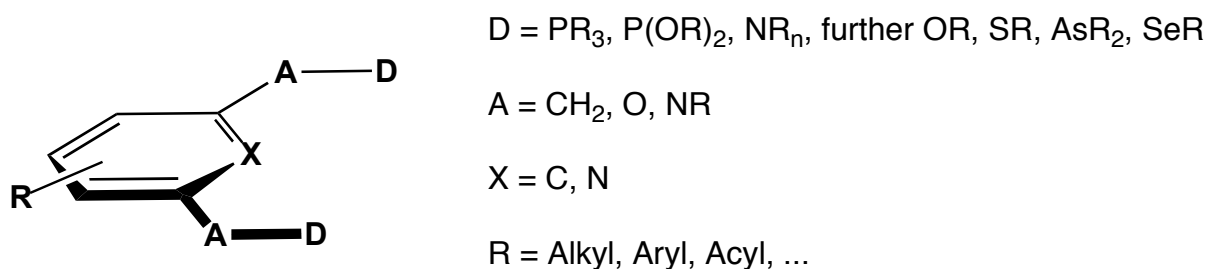 D = PR₃, P(OR)₂, NRₙ, further OR, SR, AsR₂, SeR
A—D
A = CH₂, O, NR
X
X = C, N
R
A—D
R = Alkyl, Aryl, Acyl, ...